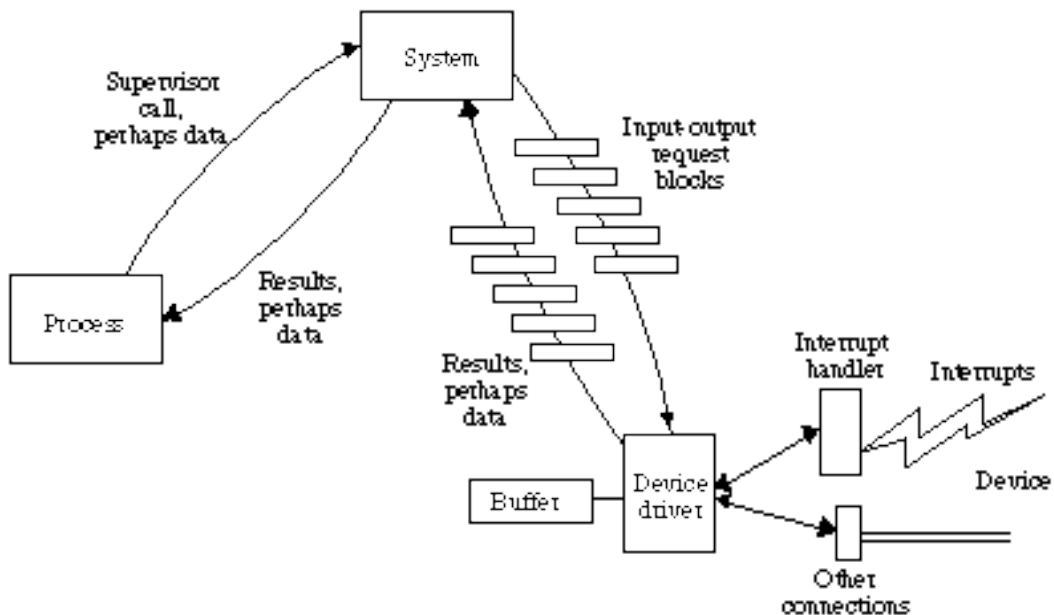 System
Supervisor
call,
perhaps data
Input-output
request
blocks
Results,
perhaps
data
Process
Results,
perhaps
data
Interrupt
handler
Interrupts
Device
Buffer
Device
driver
Other
connections